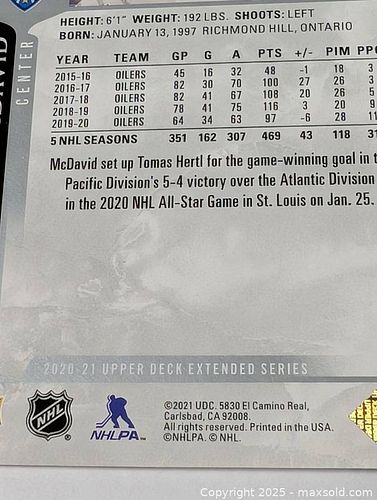 HEIGHT: 6'1" WEIGHT: 192 LBS. SHOOTS: LEFT
BORN: JANUARY 13, 1997 RICHMOND HILL, ONTARIO
CENTER
YEAR TEAM GP G A PTS +/- PIM PPG
2015-16 OILERS 45 16 32 48 -1 18 3
2016-17 OILERS 82 30 70 100 27 26 3
2017-18 OILERS 82 41 67 108 20 26 5
2018-19 OILERS 78 41 75 116 3 20 9
2019-20 OILERS 64 34 63 97 -6 28 11
5 NHL SEASONS 351 162 307 469 43 118 31
McDavid set up Tomas Hertl for the game-winning goal in t
Pacific Division's 5-4 victory over the Atlantic Division
in the 2020 NHL All-Star Game in St. Louis on Jan. 25.
2020-21 UPPER DECK EXTENDED SERIES
NHL
NHLPA
©2021 UDC. 5830 El Camino Real,
Carlsbad, CA 92008.
All rights reserved. Printed in the USA.
©NHLPA. © NHL.
Copyright 2025 - maxsold.com